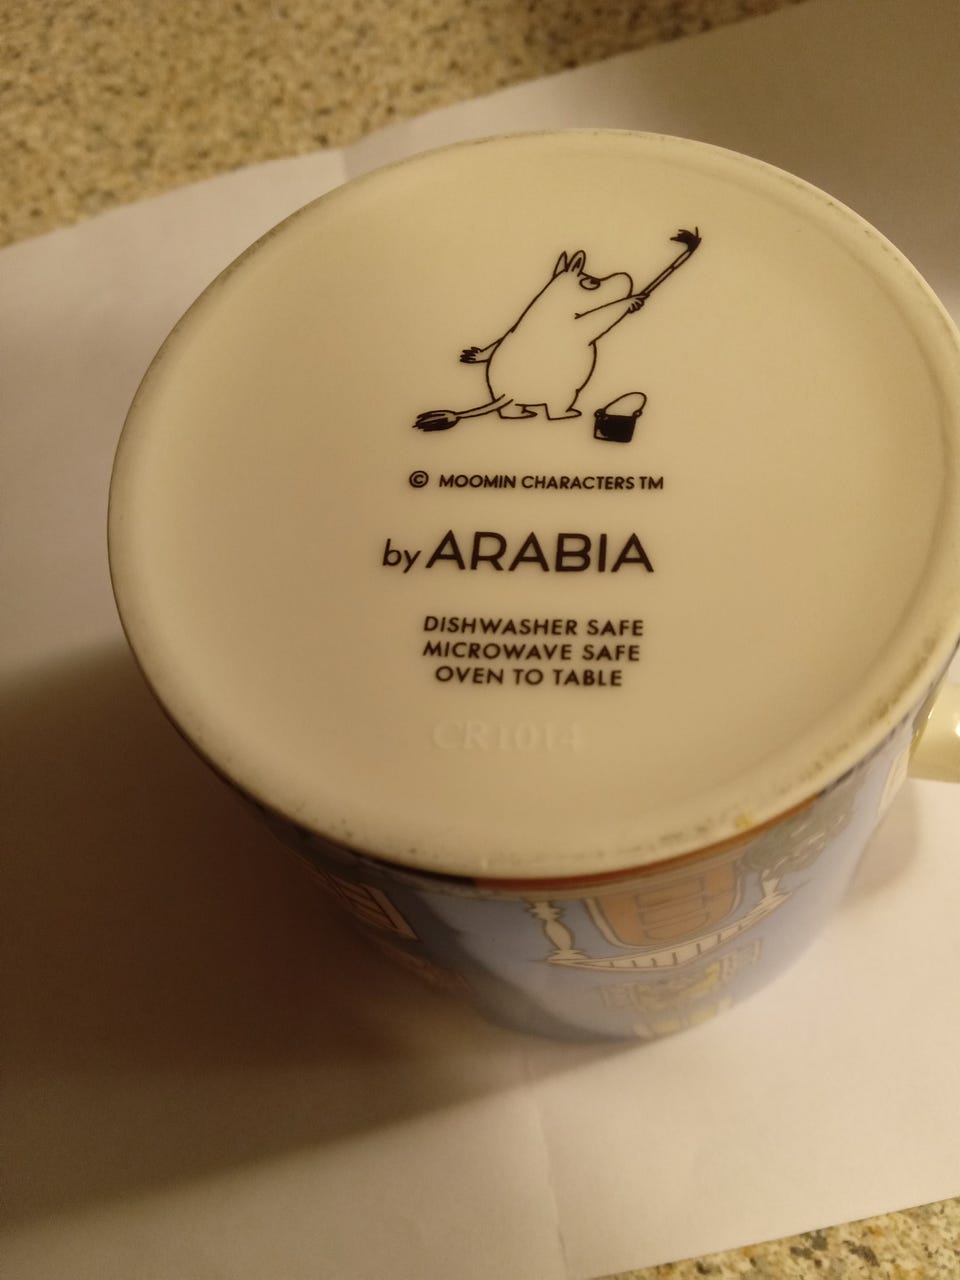 © MOOMIN CHARACTERS TM
by ARABIA
DISHWASHER SAFE
MICROWAVE SAFE
OVEN TO TABLE
CR1014